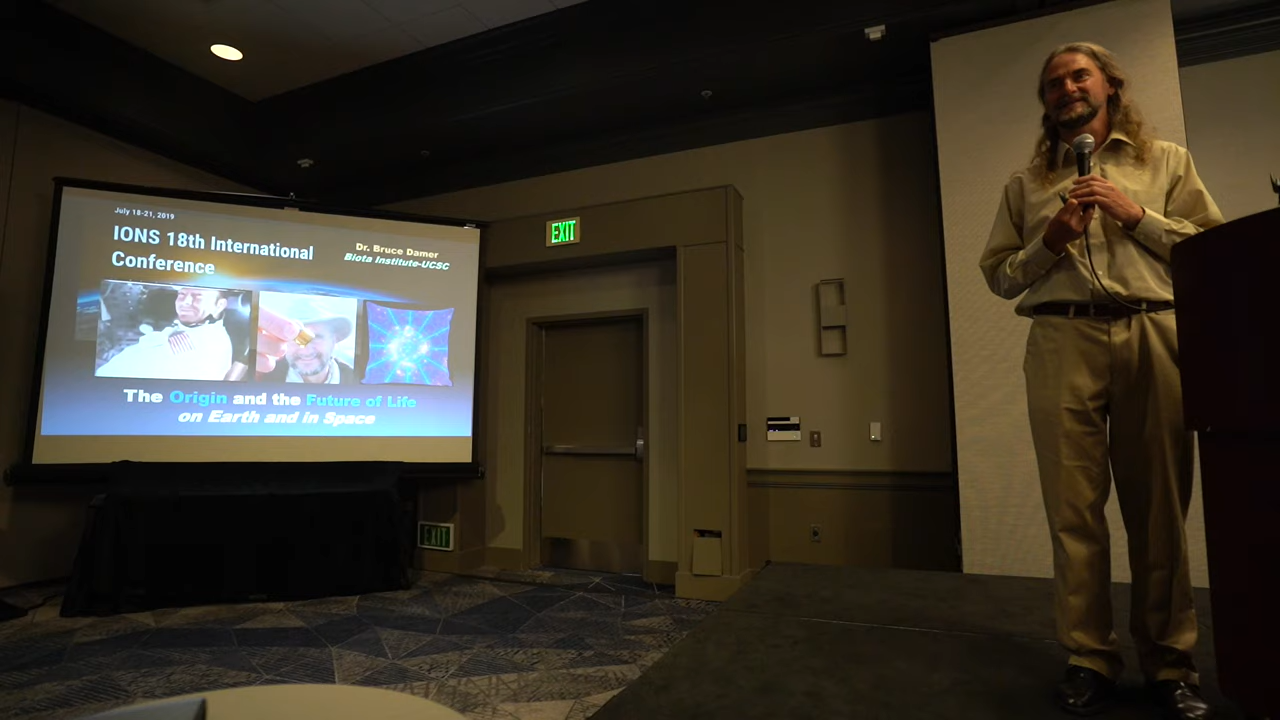 July 18-21, 2019
IONS 18th International
Conference
Dr. Bruce Damer
Biota Institute-UCSC
The Origin and the Future of Life
on Earth and in Space
EXIT
EXIT